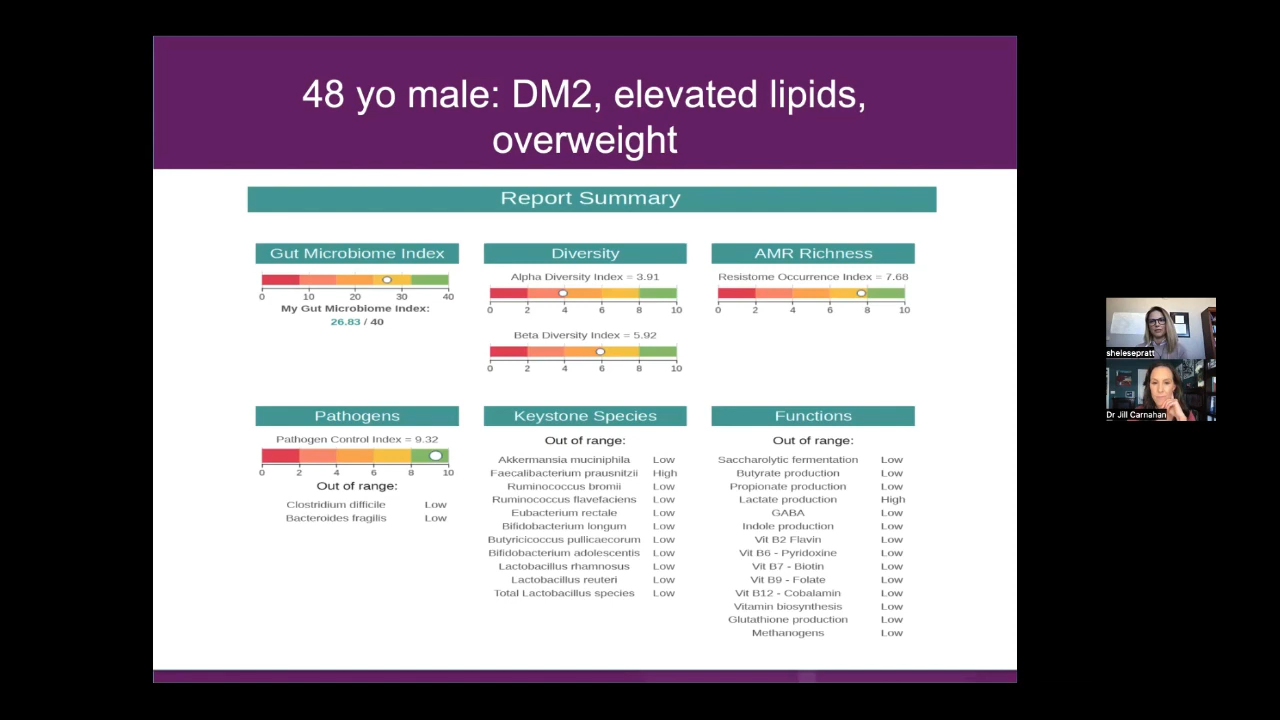 48 yo male: DM2, elevated lipids,
overweight
Report Summary
Gut Microbiome Index
0 10 20 30 40
My Gut Microbiome Index:
26.83 / 40
Diversity
Alpha Diversity Index = 3.91
0 2 4 6 8 10
Beta Diversity Index = 5.92
0 2 4 6 8 10
AMR Richness
Resistome Occurrence Index = 7.68
0 2 4 6 8 10
Pathogens
Pathogen Control Index = 9.32
0 2 4 6 8 10
Out of range:
Clostridium difficile Low
Bacteroides fragilis Low
Keystone Species
Out of range:
Akkermansia muciniphila Low
Faecalibacterium prausnitzii High
Ruminococcus bromii Low
Ruminococcus flavefaciens Low
Eubacterium rectale Low
Bifidobacterium longum Low
Butyricicoccus pullicaecorum Low
Bifidobacterium adolescentis Low
Lactobacillus rhamnosus Low
Lactobacillus reuteri Low
Total Lactobacillus species Low
Functions
Out of range:
Saccharolytic fermentation Low
Butyrate production Low
Propionate production Low
Lactate production High
GABA Low
Indole production Low
Vit B2 Flavin Low
Vit B6 - Pyridoxine Low
Vit B7 - Biotin Low
Vit B9 - Folate Low
Vit B12 - Cobalamin Low
Vitamin biosynthesis Low
Glutathione production Low
Methanogens Low
shelesepratt
Dr Jill Carnahan